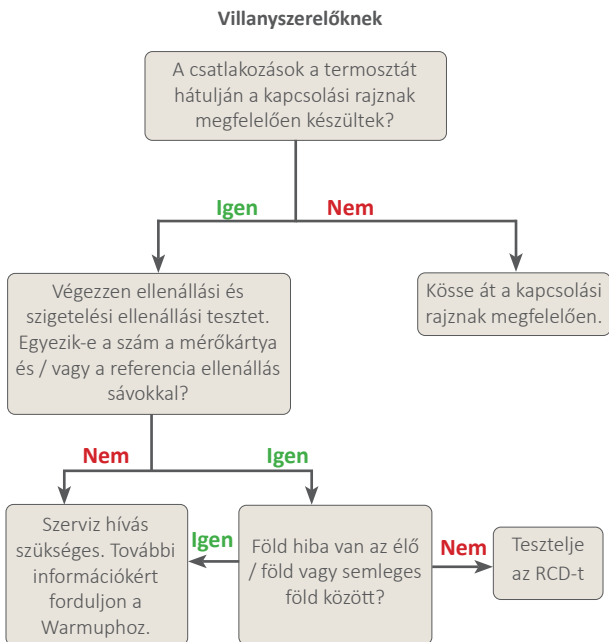 Villanyszerelőknek
A csatlakozások a termosztát
hátulján a kapcsolási rajznak
megfelelően készültek?
Igen
Nem
Végezzen ellenállási és
szigetelési ellenállási tesztet.
Egyezik-e a szám a mérőkártya
és / vagy a referencia ellenállás
sávokkal?
Kösse át a kapcsolási
rajznak megfelelően.
Nem
Igen
Szerviz hívás
szükséges. További
információkért
forduljon a
Warmuphoz.
Igen
Föld hiba van az élő
/ föld vagy semleges
föld között?
Nem
Tesztelje
az RCD-t